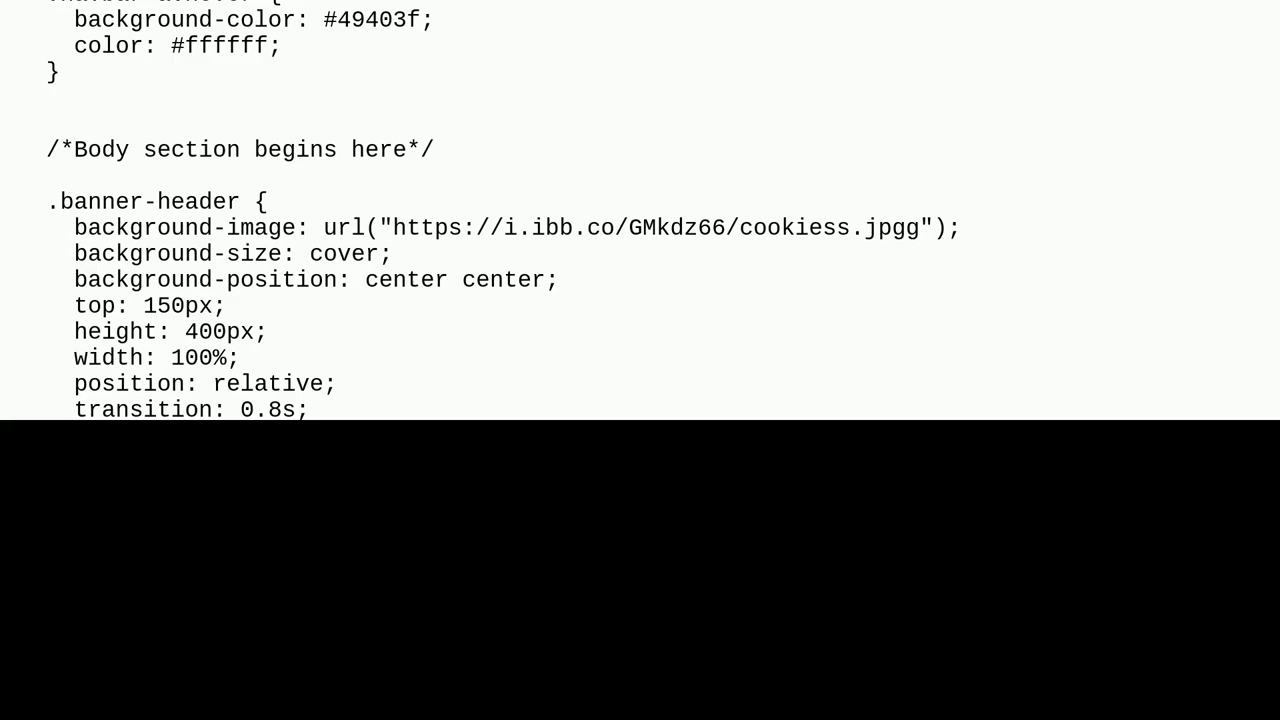 background-color: #49403f;
color: #ffffff;
}
/*Body section begins here*/
.banner-header {
background-image: url("https://i.ibb.co/GMkdz66/cookiess.jpgg");
background-size: cover;
background-position: center center;
top: 150px;
height: 400px;
width: 100%;
position: relative;
transition: 0.8s;